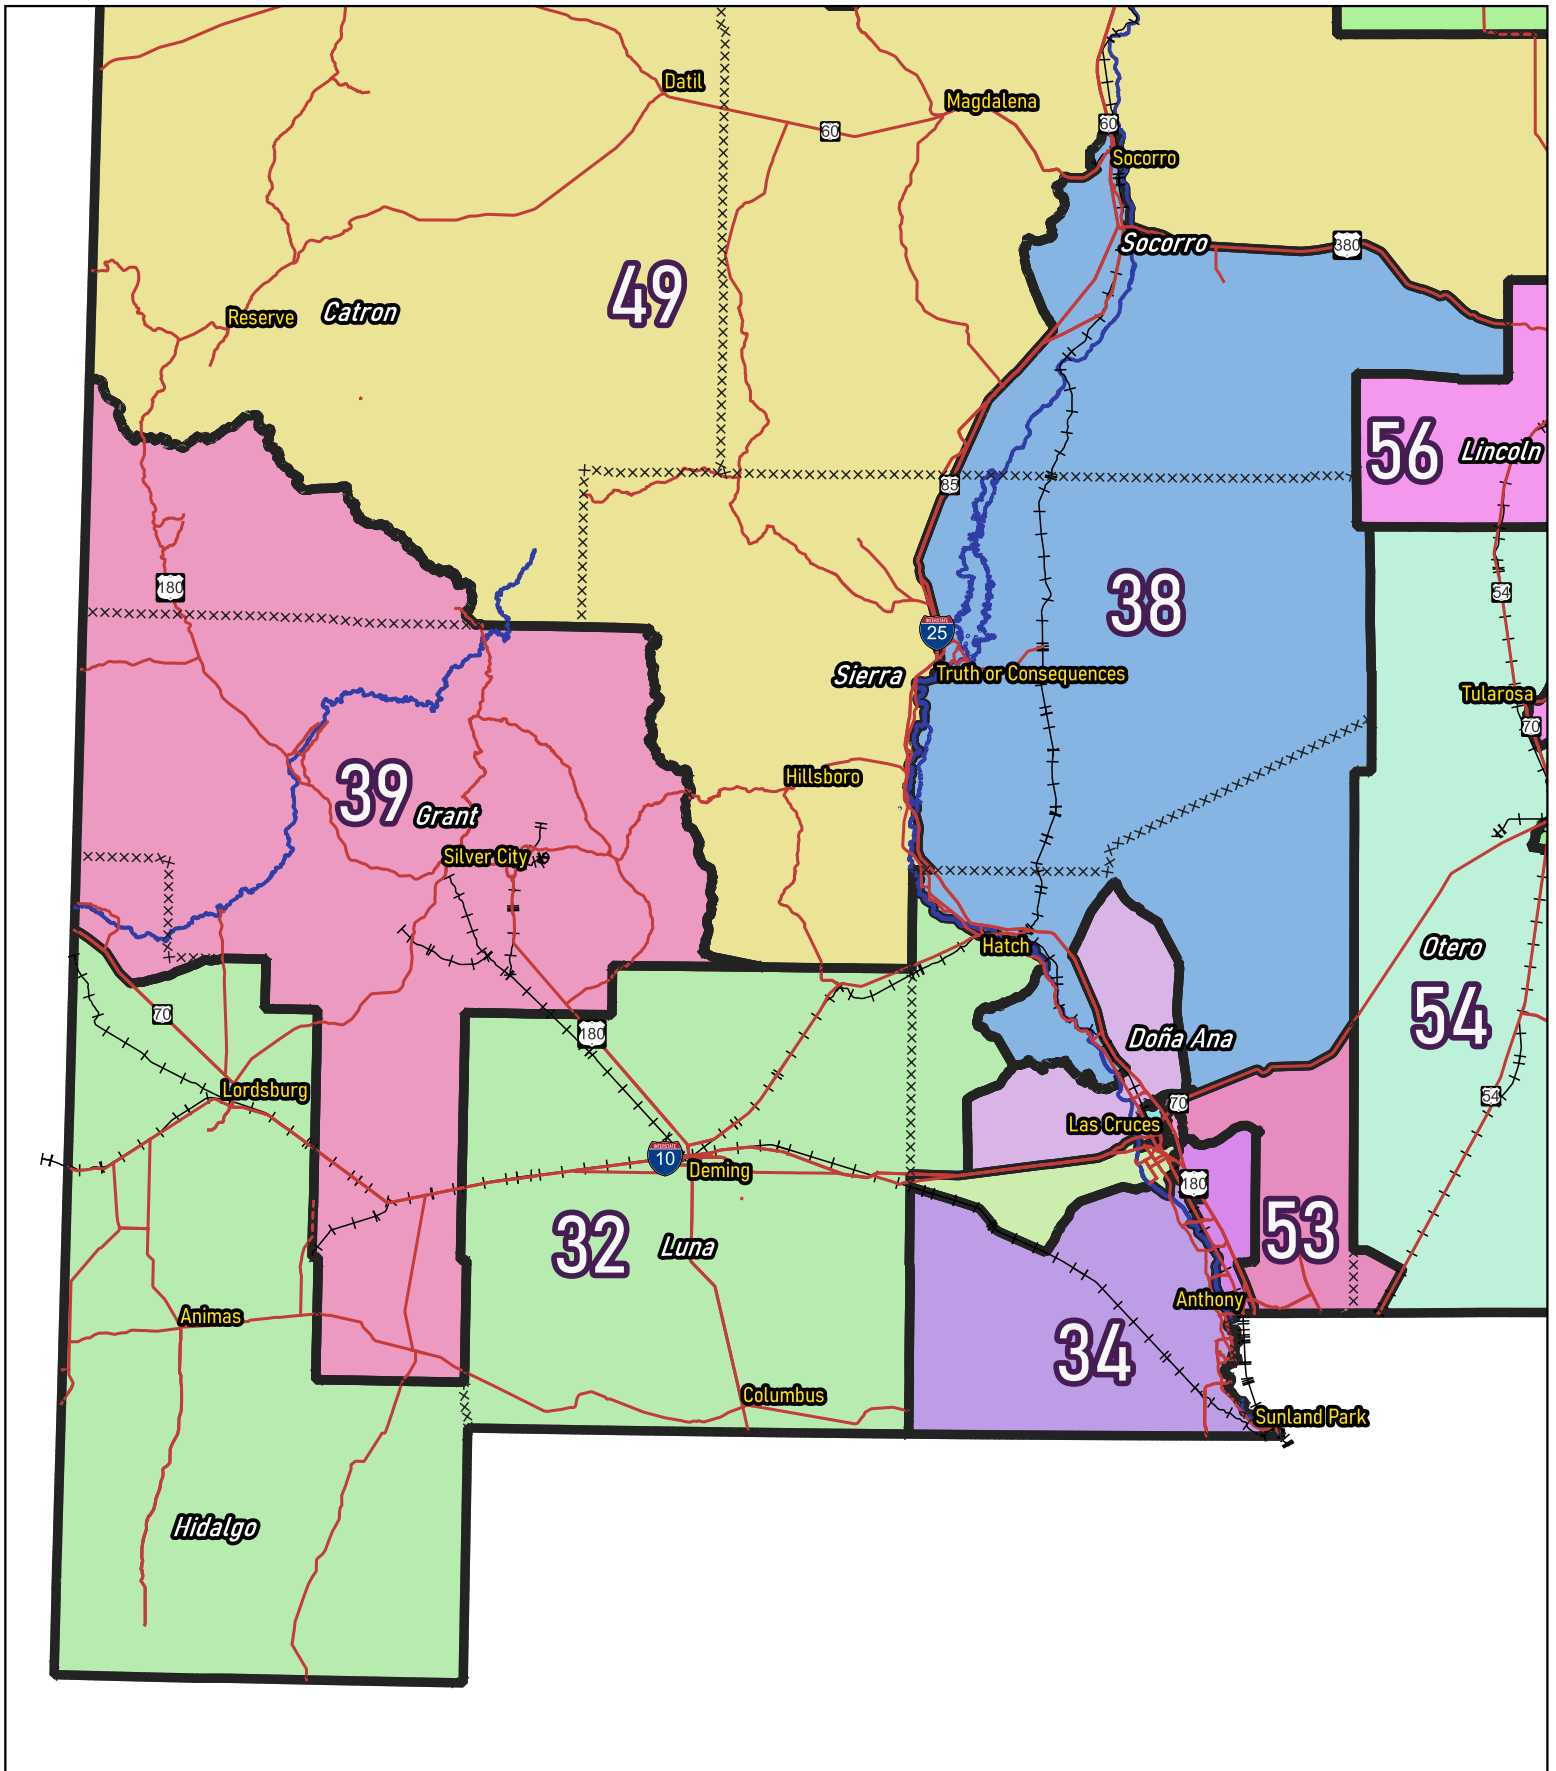 Datil
Magdalena
60
60
Socorro
Socorro
380
49
Reserve
Catron
56
Lincoln
85
180
38
54
INTERSTATE
25
Sierra
Truth or Consequences
Tularosa
70
Hillsboro
39
Grant
Silver City
Hatch
Otero
54
70
180
Doña Ana
Lordsburg
70
54
Las Cruces
INTERSTATE
10
Deming
180
53
32
Luna
Anthony
Animas
34
Columbus
Sunland Park
Hidalgo